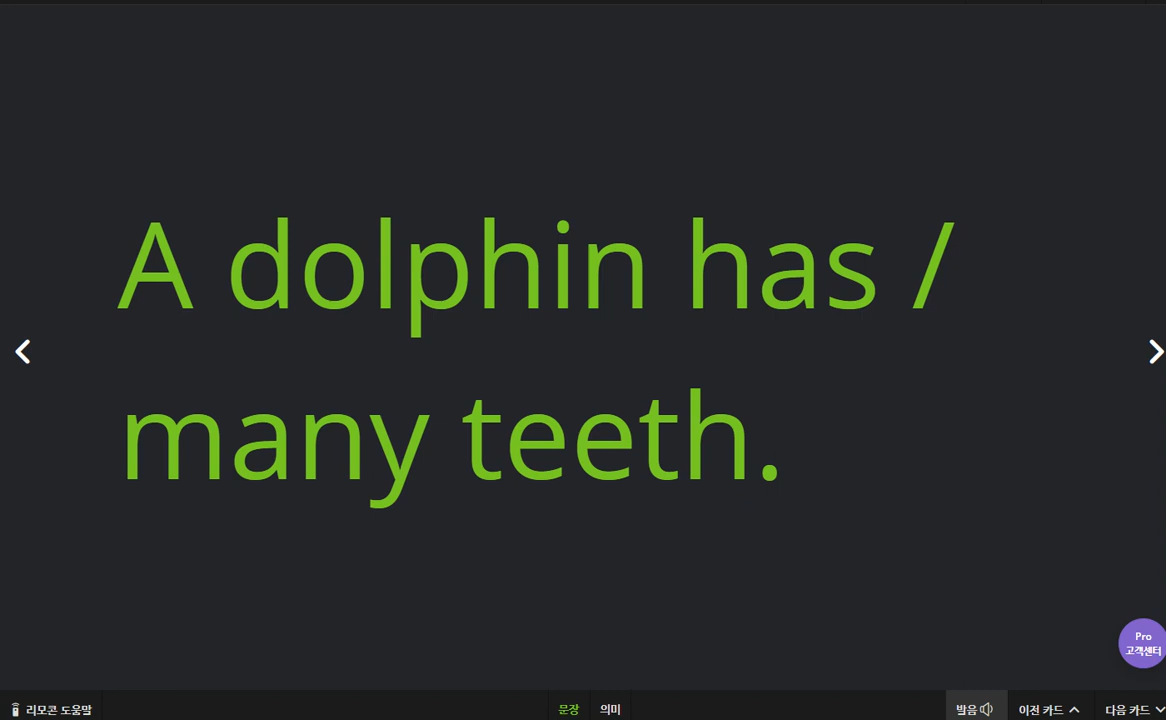 A dolphin has /
many teeth.
Pro
고객센터
리모콘 도움말
문장
의미
발음
이전 카드
다음 카드